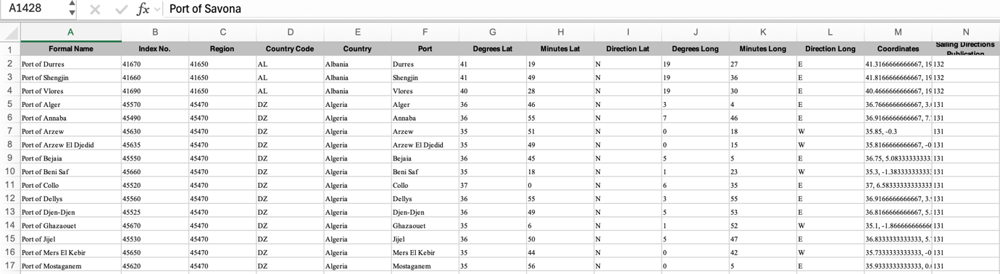 A1428 fx Port of Savona
A B C D E F G H I J K L M N
1 Formal Name Index No. Region Country Code Country Port Degrees Lat Minutes Lat Direction Lat Degrees Long Minutes Long Direction Long Coordinates Sailing Directions Publication
2 Port of Durres 41670 41650 AL Albania Durres 41 19 N 19 27 E 41.3166666666667, 19 132
3 Port of Shengjin 41660 41650 AL Albania Shengjin 41 49 N 19 36 E 41.8166666666667, 19 132
4 Port of Vlores 41690 41650 AL Albania Vlores 40 28 N 19 30 E 40.4666666666667, 19 132
5 Port of Alger 45570 45470 DZ Algeria Alger 36 46 N 3 4 E 36.7666666666667, 3.0 131
6 Port of Annaba 45490 45470 DZ Algeria Annaba 36 55 N 7 46 E 36.9166666666667, 7. 131
7 Port of Arzew 45630 45470 DZ Algeria Arzew 35 51 N 0 18 W 35.85, -0.3 131
8 Port of Arzew El Djedid 45635 45470 DZ Algeria Arzew El Djedid 35 49 N 0 15 W 35.8166666666667, -0 131
9 Port of Bejaia 45550 45470 DZ Algeria Bejaia 36 45 N 5 5 E 36.75, 5.08333333333 131
10 Port of Beni Saf 45660 45470 DZ Algeria Beni Saf 35 18 N 1 23 W 35.3, -1.38333333333 131
11 Port of Collo 45520 45470 DZ Algeria Collo 37 0 N 6 35 E 37, 6.58333333333333 131
12 Port of Dellys 45560 45470 DZ Algeria Dellys 36 55 N 3 55 E 36.9166666666667, 3.9 131
13 Port of Djen-Djen 45525 45470 DZ Algeria Djen-Djen 36 49 N 5 53 E 36.8166666666667, 5. 131
14 Port of Ghazaouet 45670 45470 DZ Algeria Ghazaouet 35 6 N 1 52 W 35.1, -1.86666666666 131
15 Port of Jijel 45530 45470 DZ Algeria Jijel 36 50 N 5 47 E 36.8333333333333, 5. 131
16 Port of Mers El Kebir 45650 45470 DZ Algeria Mers El Kebir 35 44 N 0 42 W 35.7333333333333, -0 131
17 Port of Mostaganem 45620 45470 DZ Algeria Mostaganem 35 56 N 0 5 E 35.9333333333333, 0.0 131